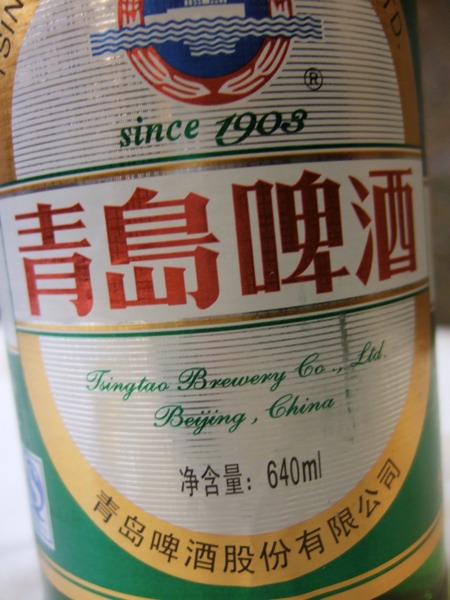 ®
since 1903
青島啤酒
Tsingtao Brewery Co., Ltd.
Beijing, China
净含量: 640ml
青岛啤酒股份有限公司